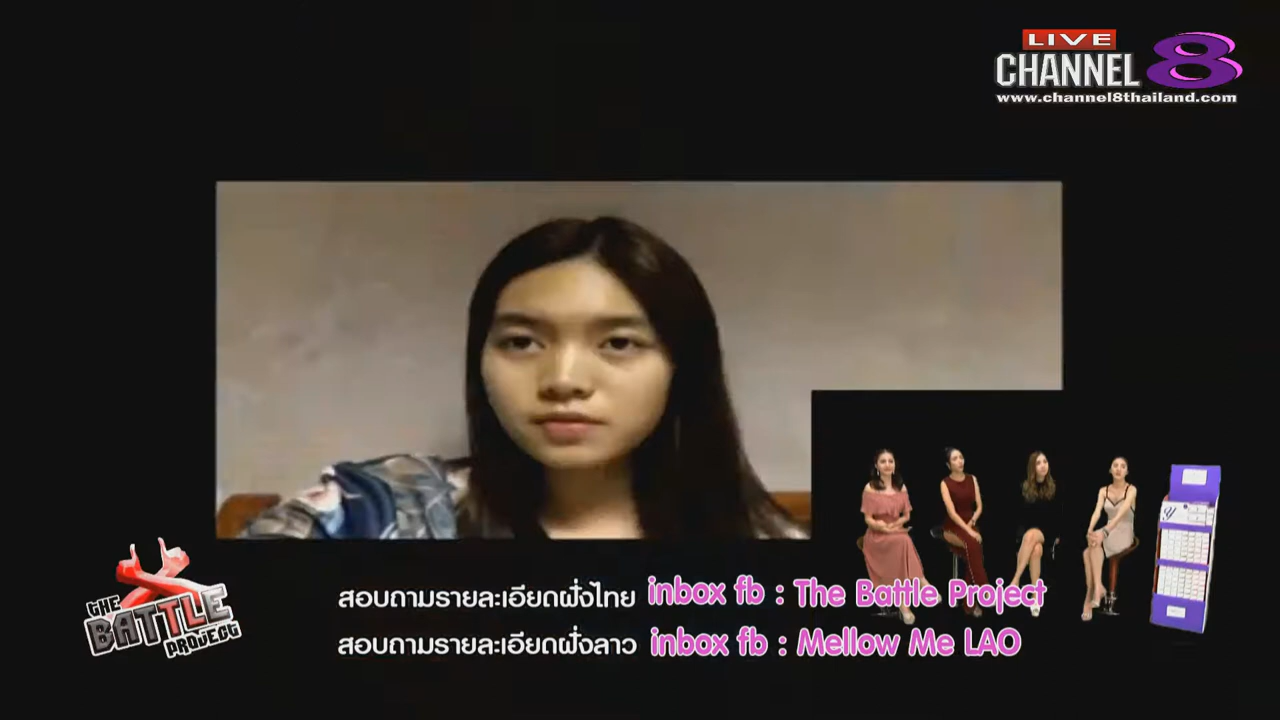 LIVE
CHANNEL 8
www.channel8thailand.com
THE
BATTLE
PROJECT
สอบถามรายละเอียดฝั่งไทย inbox fb : The Battle Project
สอบถามรายละเอียดฝั่งลาว inbox fb : Mellow Me LAO